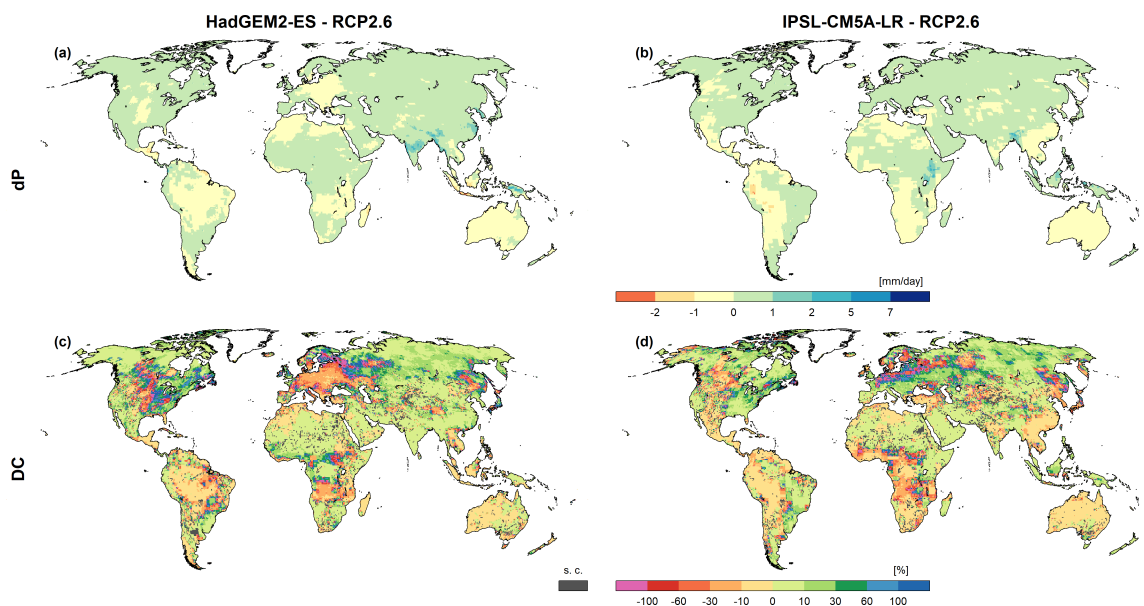 HadGEM2-ES - RCP2.6
IPSL-CM5A-LR - RCP2.6
(a)
(b)
dP
[mm/day]
-2 -1 0 1 2 5 7
(c)
(d)
DC
s. c.
[%]
-100 -60 -30 -10 0 10 30 60 100